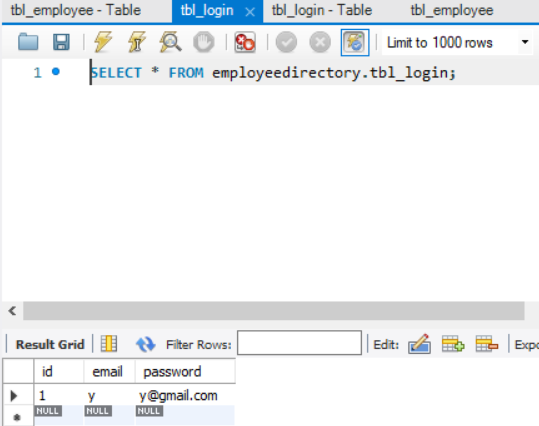 tbl_employee - Table tbl_login × tbl_login - Table tbl_employee
Limit to 1000 rows
1 SELECT * FROM employeedirectory.tbl_login;
Result Grid Filter Rows: Edit: Expo
id email password
1 y y@gmail.com
NULL NULL NULL